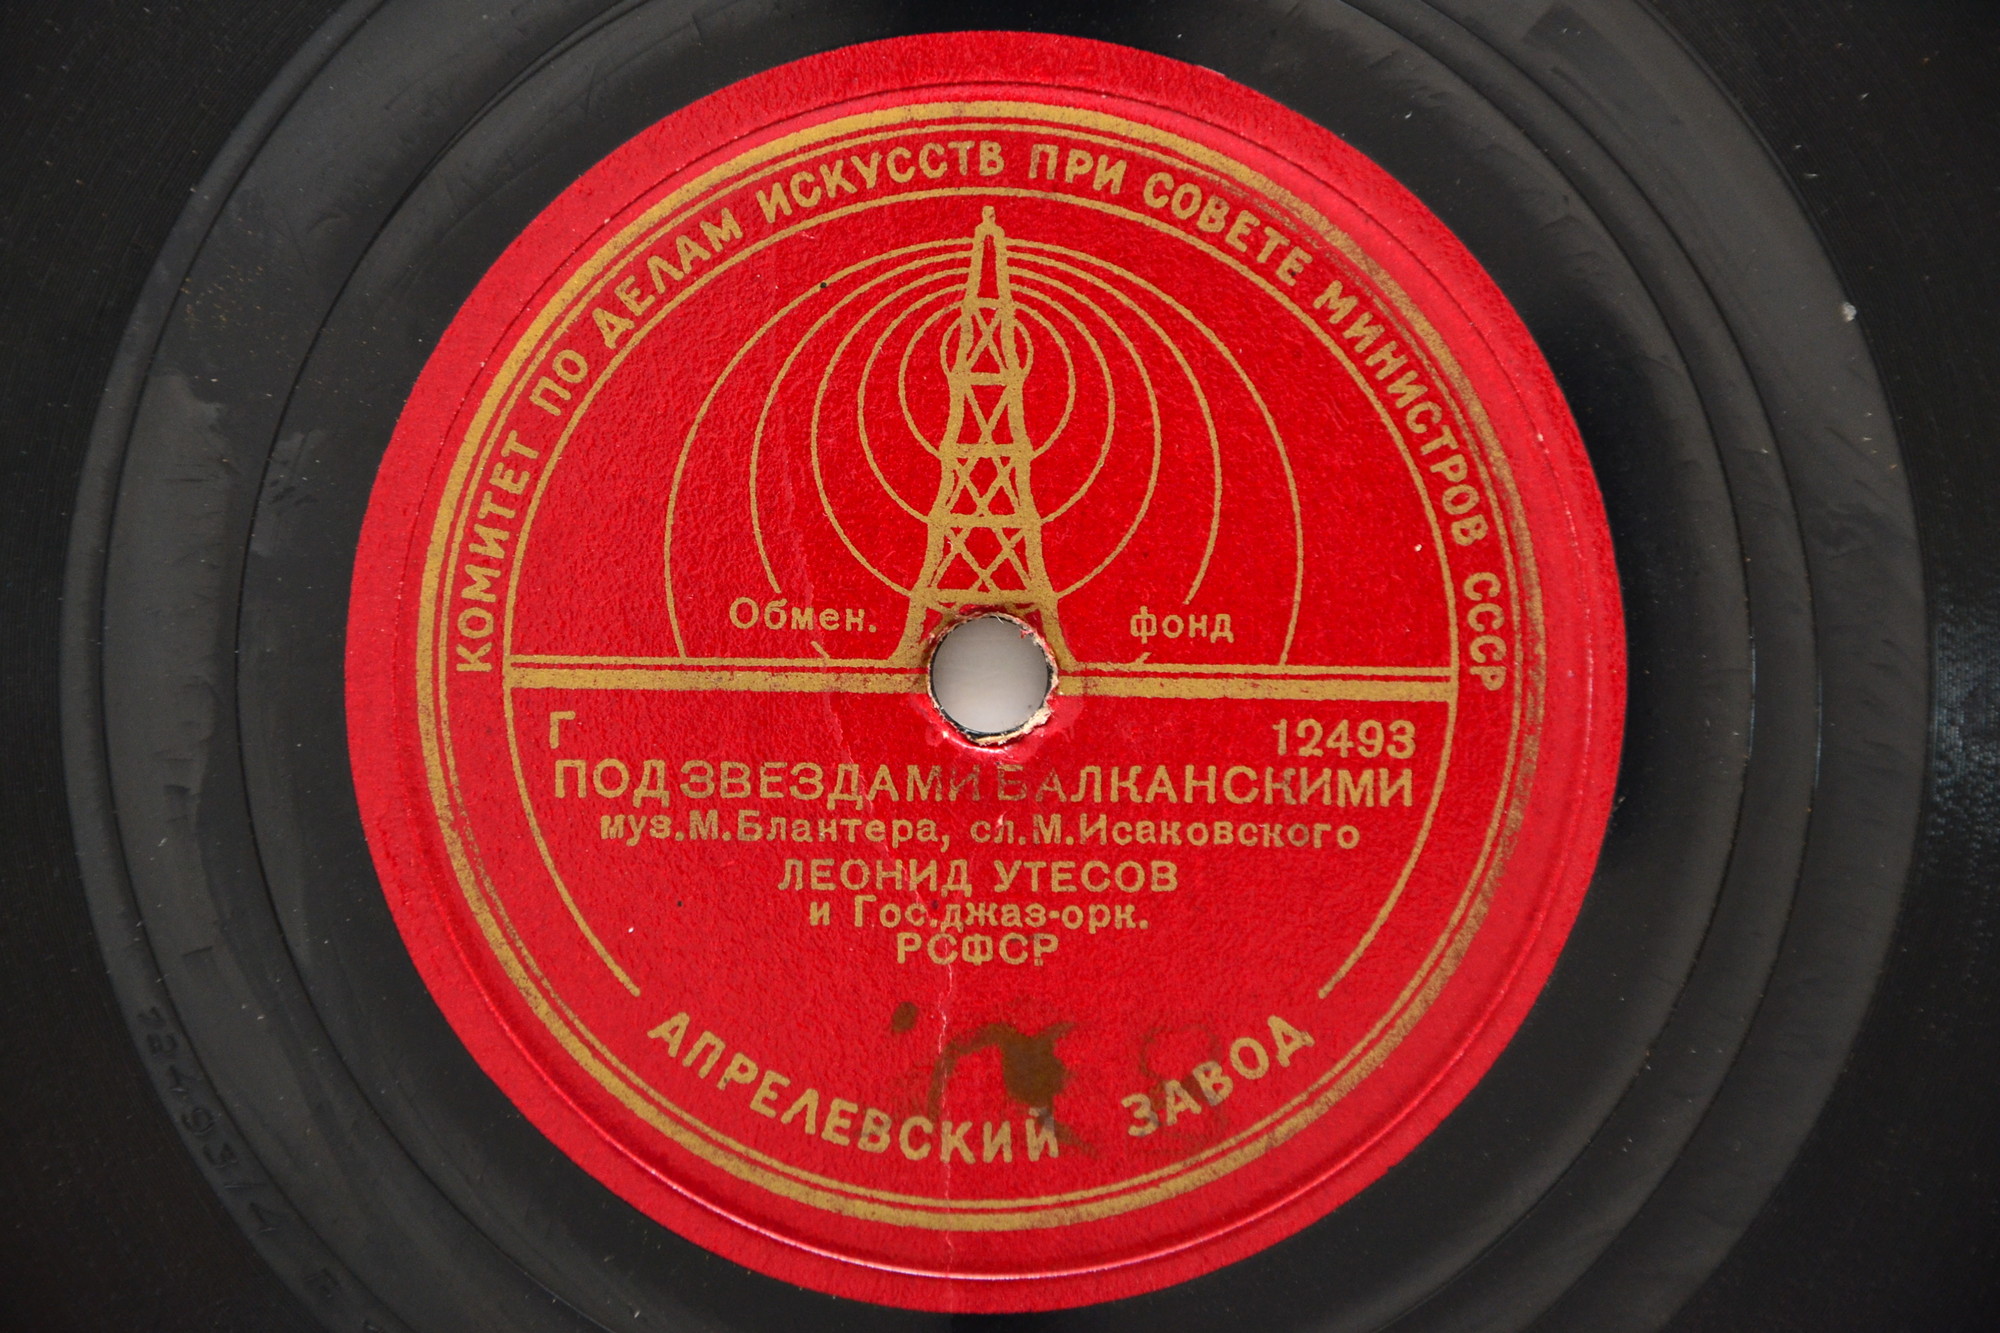 КОМИТЕТ ПО ДЕЛАМ ИСКУССТВ ПРИ СОВЕТЕ МИНИСТРОВ СССР
Обмен. фонд
Г 12493
ПОД ЗВЕЗДАМИ БАЛКАНСКИМИ
муз.М.Блантера, сл.М.Исаковского
ЛЕОНИД УТЕСОВ
и Гос.джаз-орк.
РСФСР
АПРЕЛЕВСКИЙ ЗАВОД